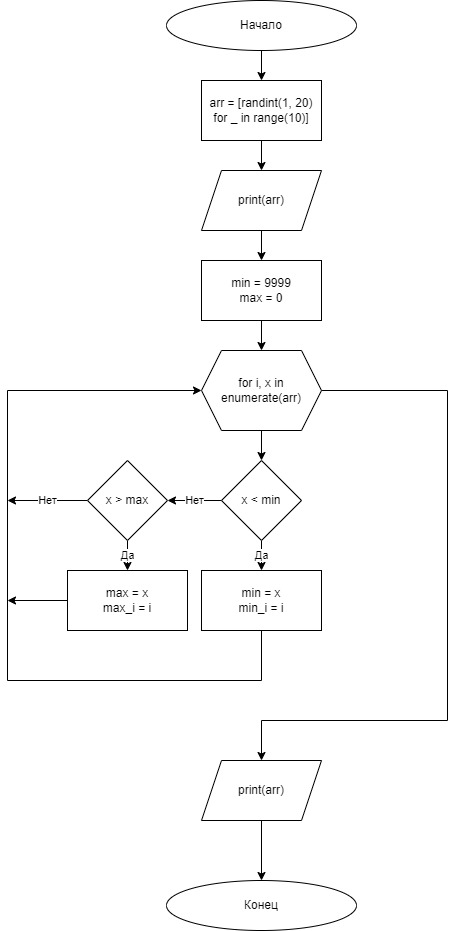 Начало
arr = [randint(1, 20)
for _ in range(10)]
print(arr)
min = 9999
max = 0
for i, x in
enumerate(arr)
Нет
x > max
Нет
x < min
Да
Да
max = x
max_i = i
min = x
min_i = i
print(arr)
Конец